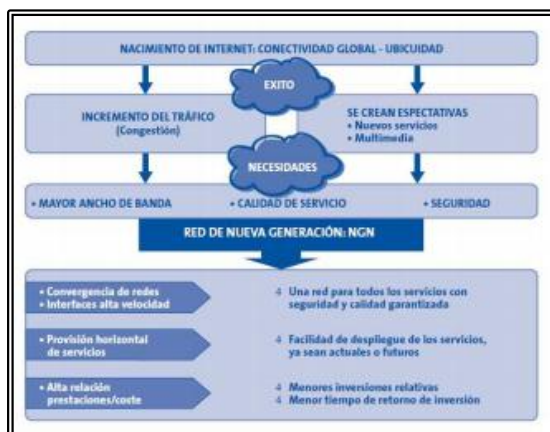 NACIMIENTO DE INTERNET: CONECTIVIDAD GLOBAL - UBICUIDAD
EXITO
INCREMENTO DEL TRÁFICO
(Congestión)
SE CREAN ESPECTATIVAS
• Nuevos servicios
• Multimedia
NECESIDADES
• MAYOR ANCHO DE BANDA
• CALIDAD DE SERVICIO
• SEGURIDAD
RED DE NUEVA GENERACIÓN: NGN
• Convergencia de redes
• Interfaces alta velocidad
4 Una red para todos los servicios con
seguridad y calidad garantizada
• Provisión horizontal
de servicios
4 Facilidad de despliegue de los servicios,
ya sean actuales o futuros
• Alta relación
prestaciones/coste
4 Menores inversiones relativas
4 Menor tiempo de retorno de inversión